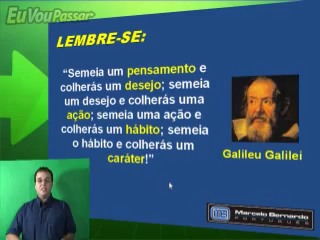 EuVouPassar
LEMBRE-SE:
“Semeia um pensamento e
colherás um desejo; semeia
um desejo e colherás uma
ação; semeia uma ação e
colherás um hábito; semeia
o hábito e colherás um
caráter!”
Galileu Galilei
Marcelo Bernardo
PORTUGUÊS